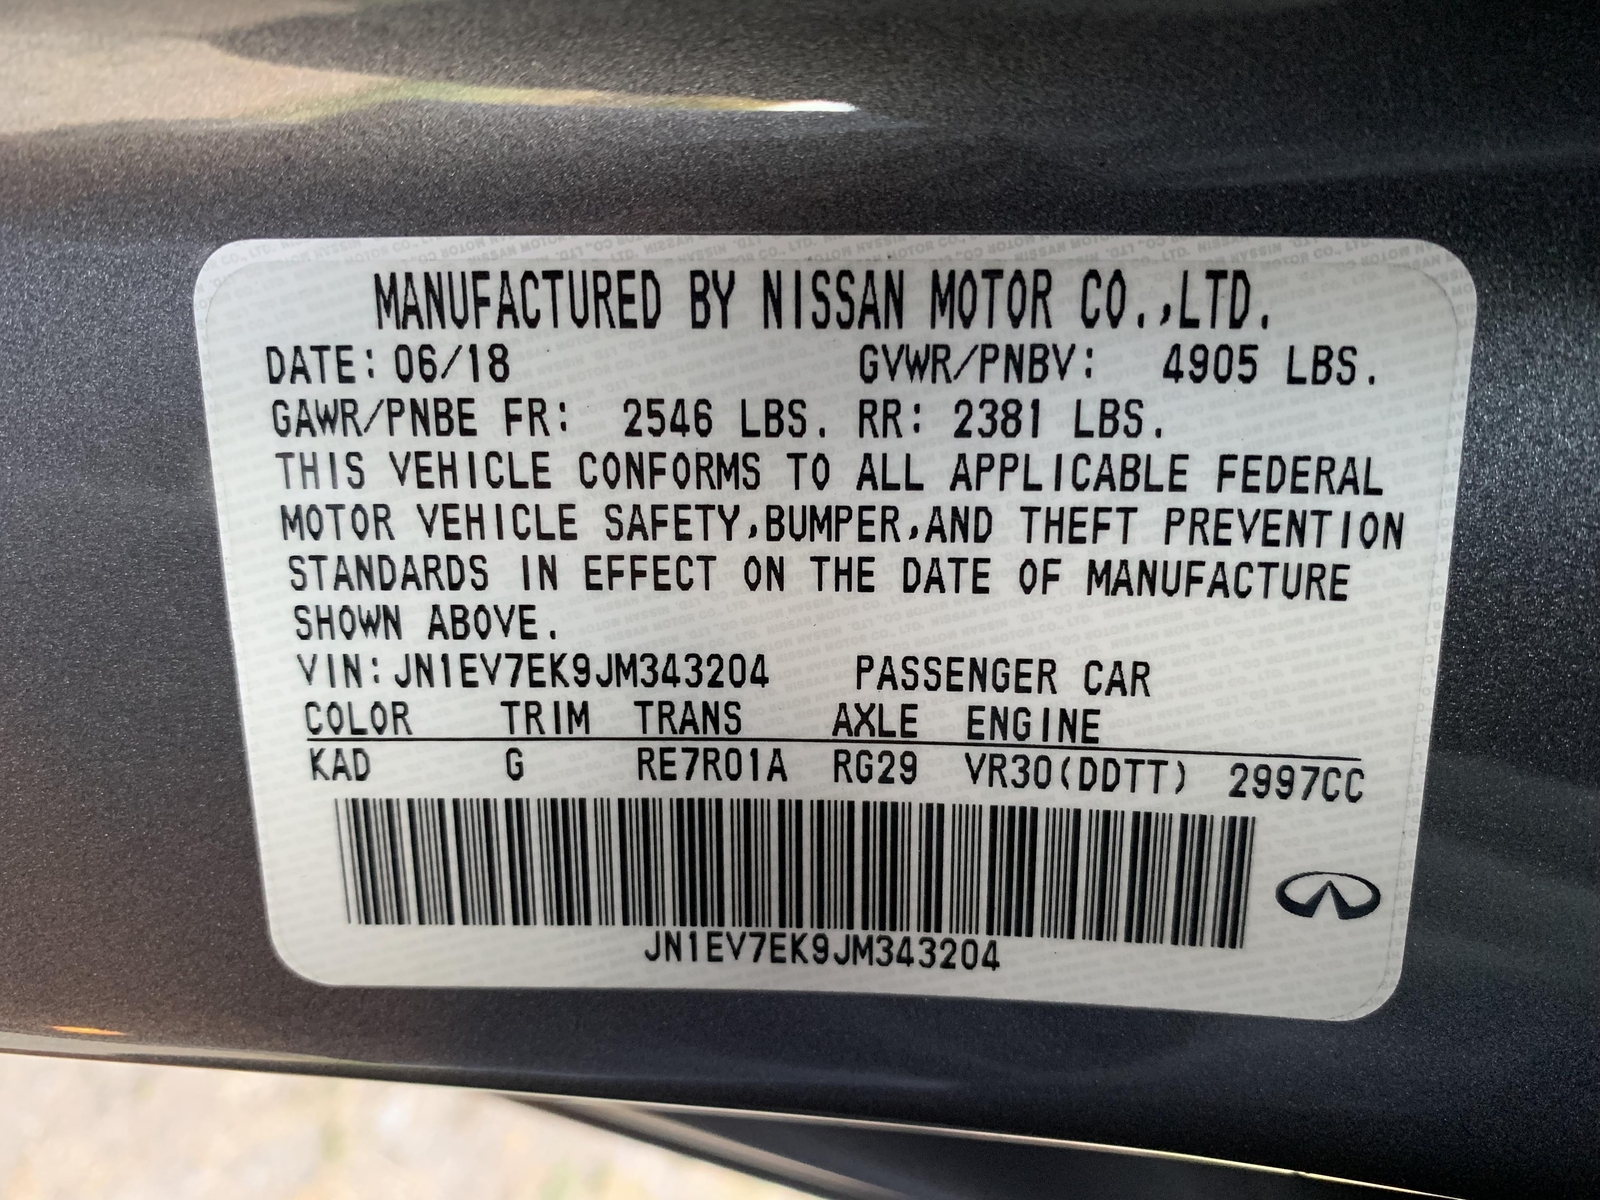 MANUFACTURED BY NISSAN MOTOR CO.,LTD.
DATE: 06/18 GVWR/PNBV: 4905 LBS.
GAWR/PNBE FR: 2546 LBS. RR: 2381 LBS.
THIS VEHICLE CONFORMS TO ALL APPLICABLE FEDERAL
MOTOR VEHICLE SAFETY,BUMPER,AND THEFT PREVENTION
STANDARDS IN EFFECT ON THE DATE OF MANUFACTURE
SHOWN ABOVE.
VIN:JN1EV7EK9JM343204 PASSENGER CAR
COLOR TRIM TRANS AXLE ENGINE
KAD G RE7R01A RG29 VR30(DDTT) 2997CC
JN1EV7EK9JM343204